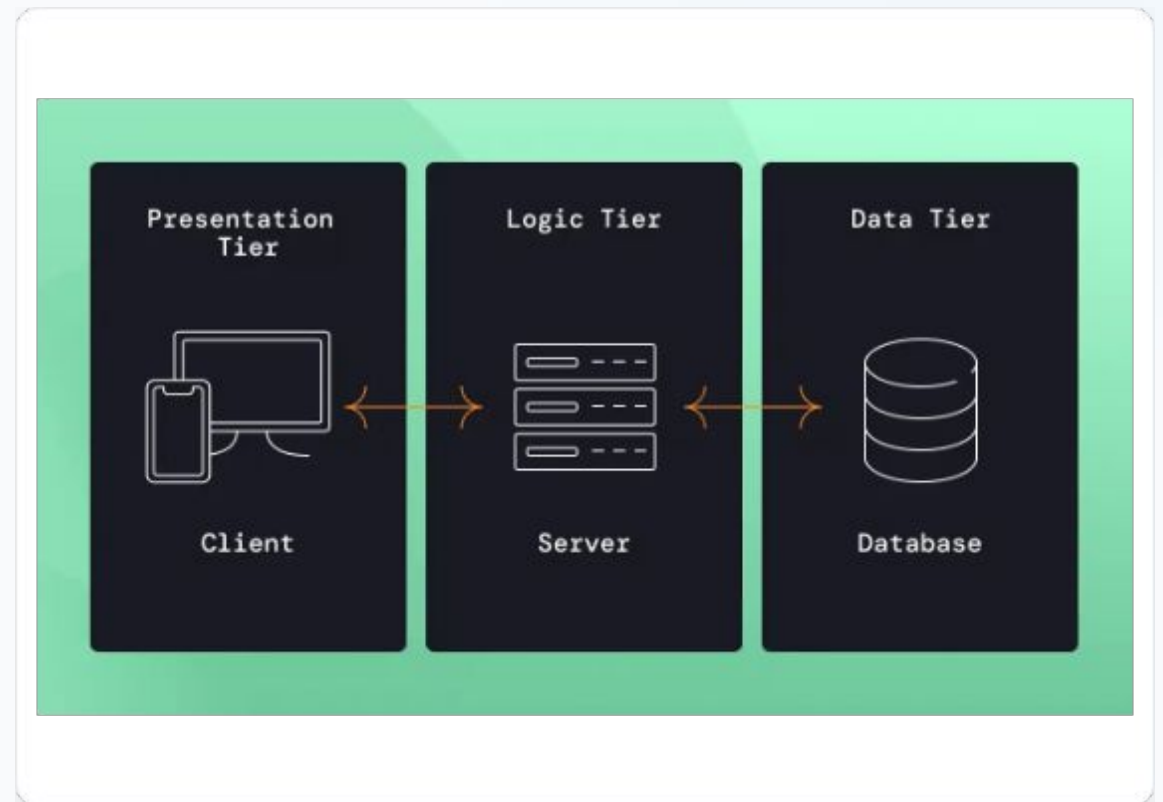 Presentation
Tier
Logic Tier
Data Tier
Client
Server
Database